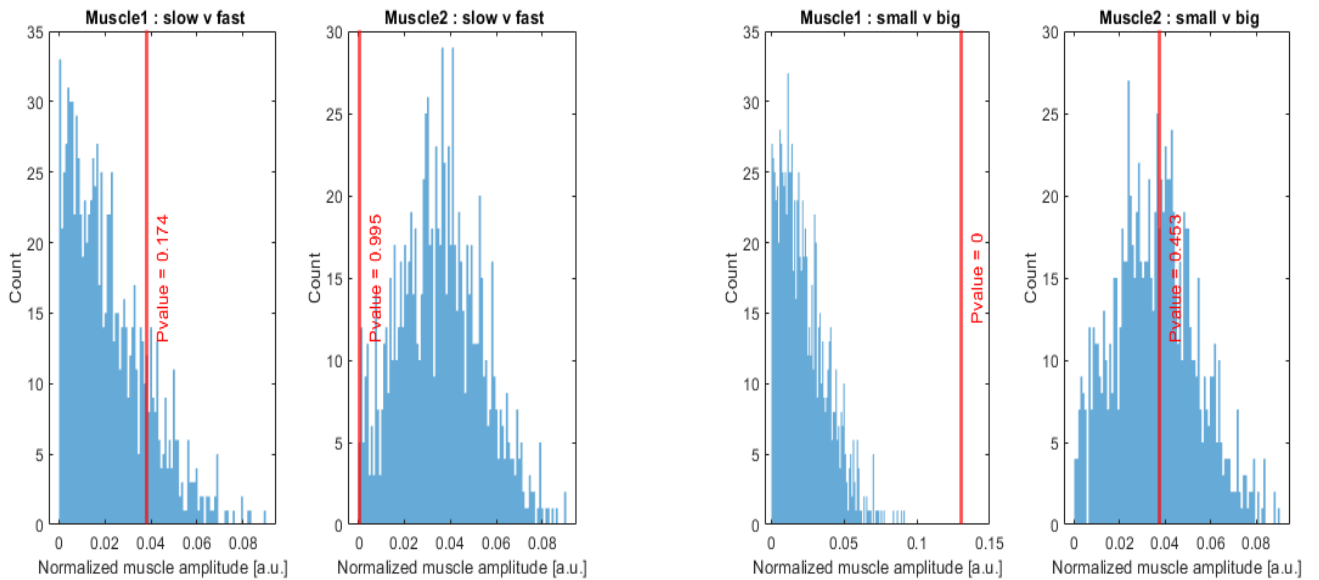 Muscle1 : slow v fast
35
30
25
20
15
10
5
0
Count
Pvalue = 0.174
0 0.02 0.04 0.06 0.08
Normalized muscle amplitude [a.u.]
Muscle2 : slow v fast
30
25
20
15
10
5
0
Count
Pvalue = 0.995
0 0.02 0.04 0.06 0.08
Normalized muscle amplitude [a.u.]
Muscle1 : small v big
35
30
25
20
15
10
5
0
Count
Pvalue = 0
0 0.05 0.1 0.15
Normalized muscle amplitude [a.u.]
Muscle2 : small v big
30
25
20
15
10
5
0
Count
Pvalue = 0.453
0 0.02 0.04 0.06 0.08
Normalized muscle amplitude [a.u.]